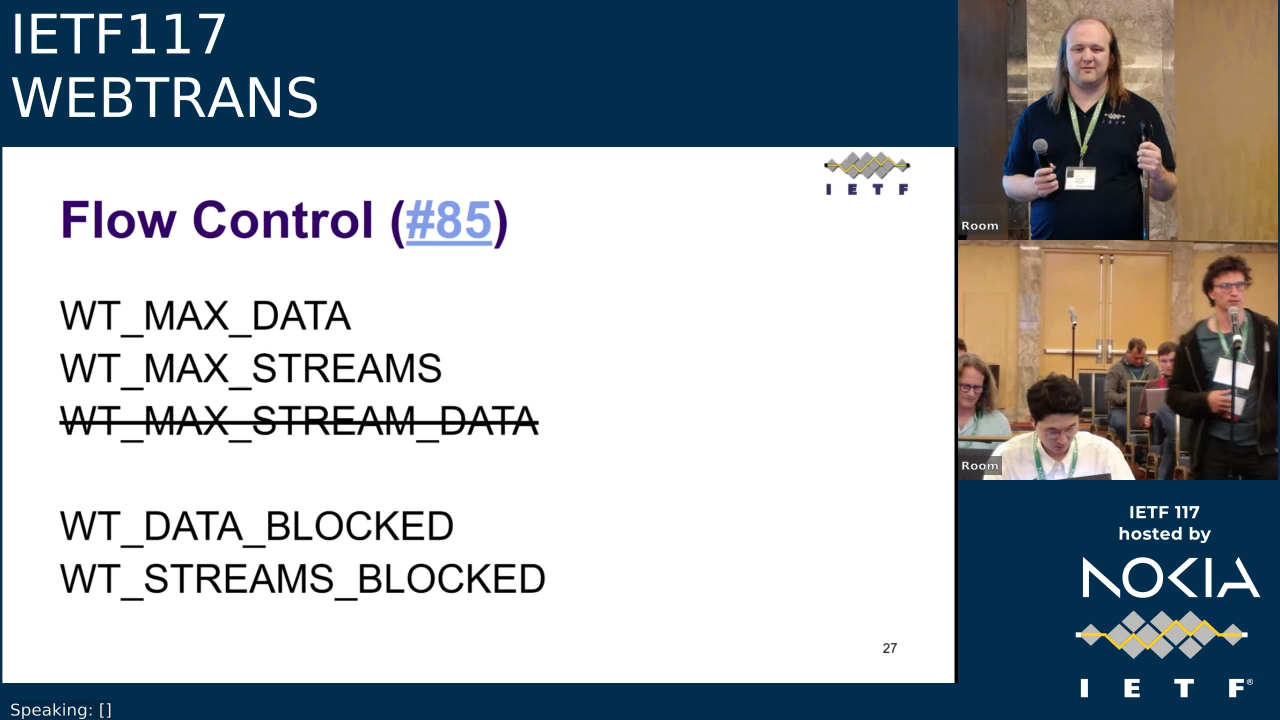 IETF117
WEBTRANS
I E T F
Flow Control (#85)
WT_MAX_DATA
WT_MAX_STREAMS
WT_MAX_STREAM_DATA
WT_DATA_BLOCKED
WT_STREAMS_BLOCKED
27
Room
Room
IETF 117
hosted by
NOKIA
I E T F®
Speaking: []